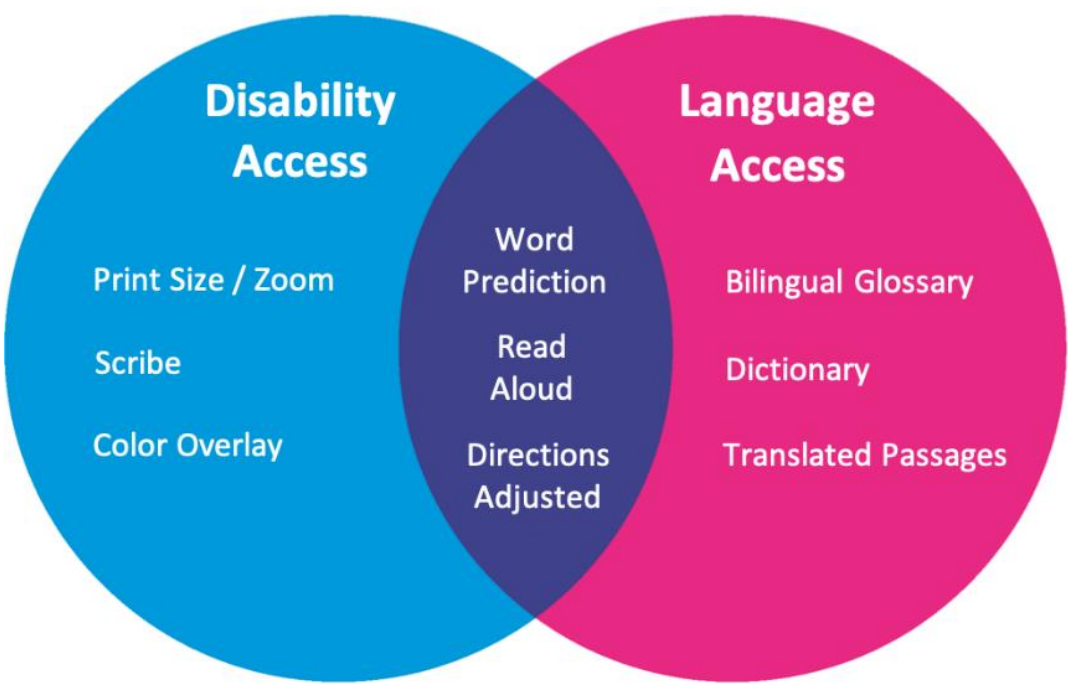 Disability
Access
Print Size / Zoom
Scribe
Color Overlay
Word
Prediction
Read
Aloud
Directions
Adjusted
Language
Access
Bilingual Glossary
Dictionary
Translated Passages